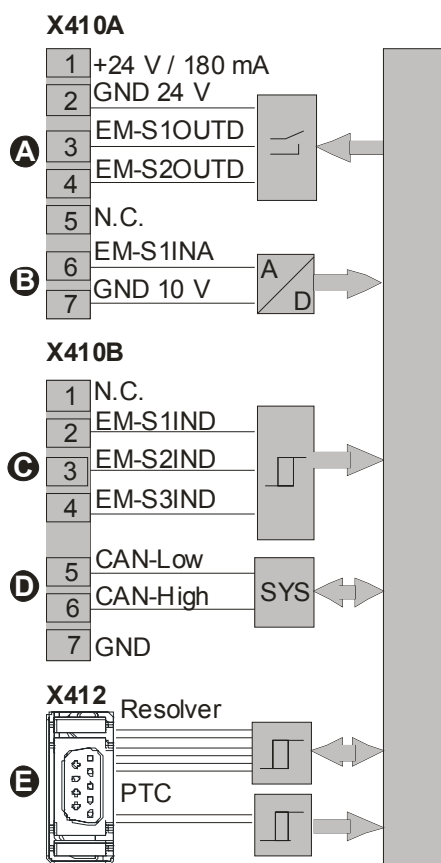 X410A
1 +24 V / 180 mA
2 GND 24 V
A
3 EM-S1OUTD
4 EM-S2OUTD
5 N.C.
B
6 EM-S1INA
A
D
7 GND 10 V
X410B
1 N.C.
2 EM-S1IND
C
3 EM-S2IND
4 EM-S3IND
D
5 CAN-Low
SYS
6 CAN-High
7 GND
X412
Resolver
E
PTC